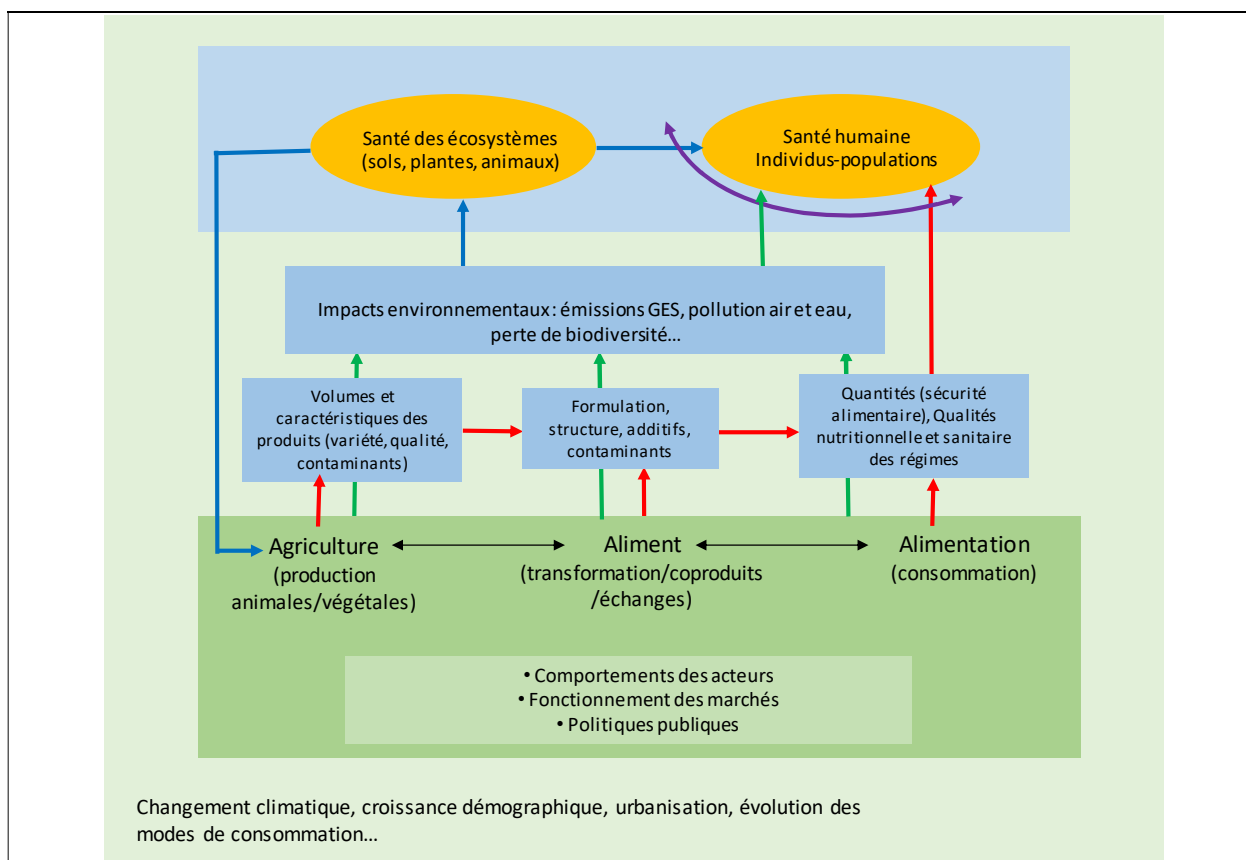 Santé des écosystèmes
(sols, plantes, animaux)
Santé humaine
Individus-populations
Impacts environnementaux : émissions GES, pollution air et eau,
perte de biodiversité…
Volumes et
caractéristiques des
produits (variété, qualité,
contaminants)
Formulation,
structure, additifs,
contaminants
Quantités (sécurité
alimentaire), Qualités
nutritionnelle et sanitaire
des régimes
Agriculture
(production
animales/végétales)
Aliment
(transformation/coproduits
/échanges)
Alimentation
(consommation)
• Comportements des acteurs
• Fonctionnement des marchés
• Politiques publiques
Changement climatique, croissance démographique, urbanisation, évolution des
modes de consommation…